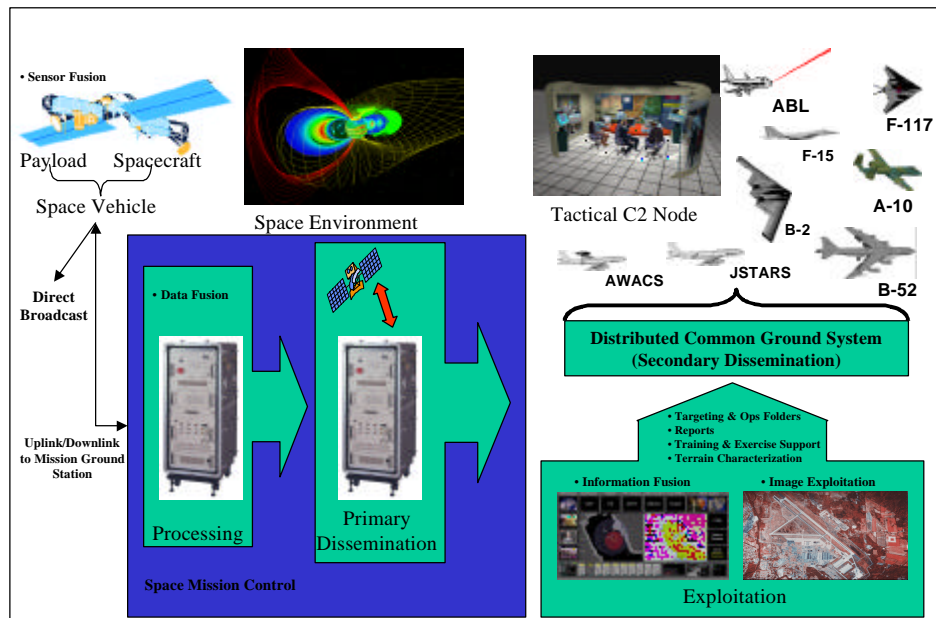 • Sensor Fusion
Payload
Spacecraft
Space Vehicle
Direct
Broadcast
Uplink/Downlink
to Mission Ground
Station
Space Environment
• Data Fusion
Processing
Primary
Dissemination
Space Mission Control
Tactical C2 Node
ABL
F-117
F-15
A-10
B-2
AWACS
JSTARS
B-52
Distributed Common Ground System
(Secondary Dissemination)
• Targeting & Ops Folders
• Reports
• Training & Exercise Support
• Terrain Characterization
• Information Fusion
• Image Exploitation
Exploitation